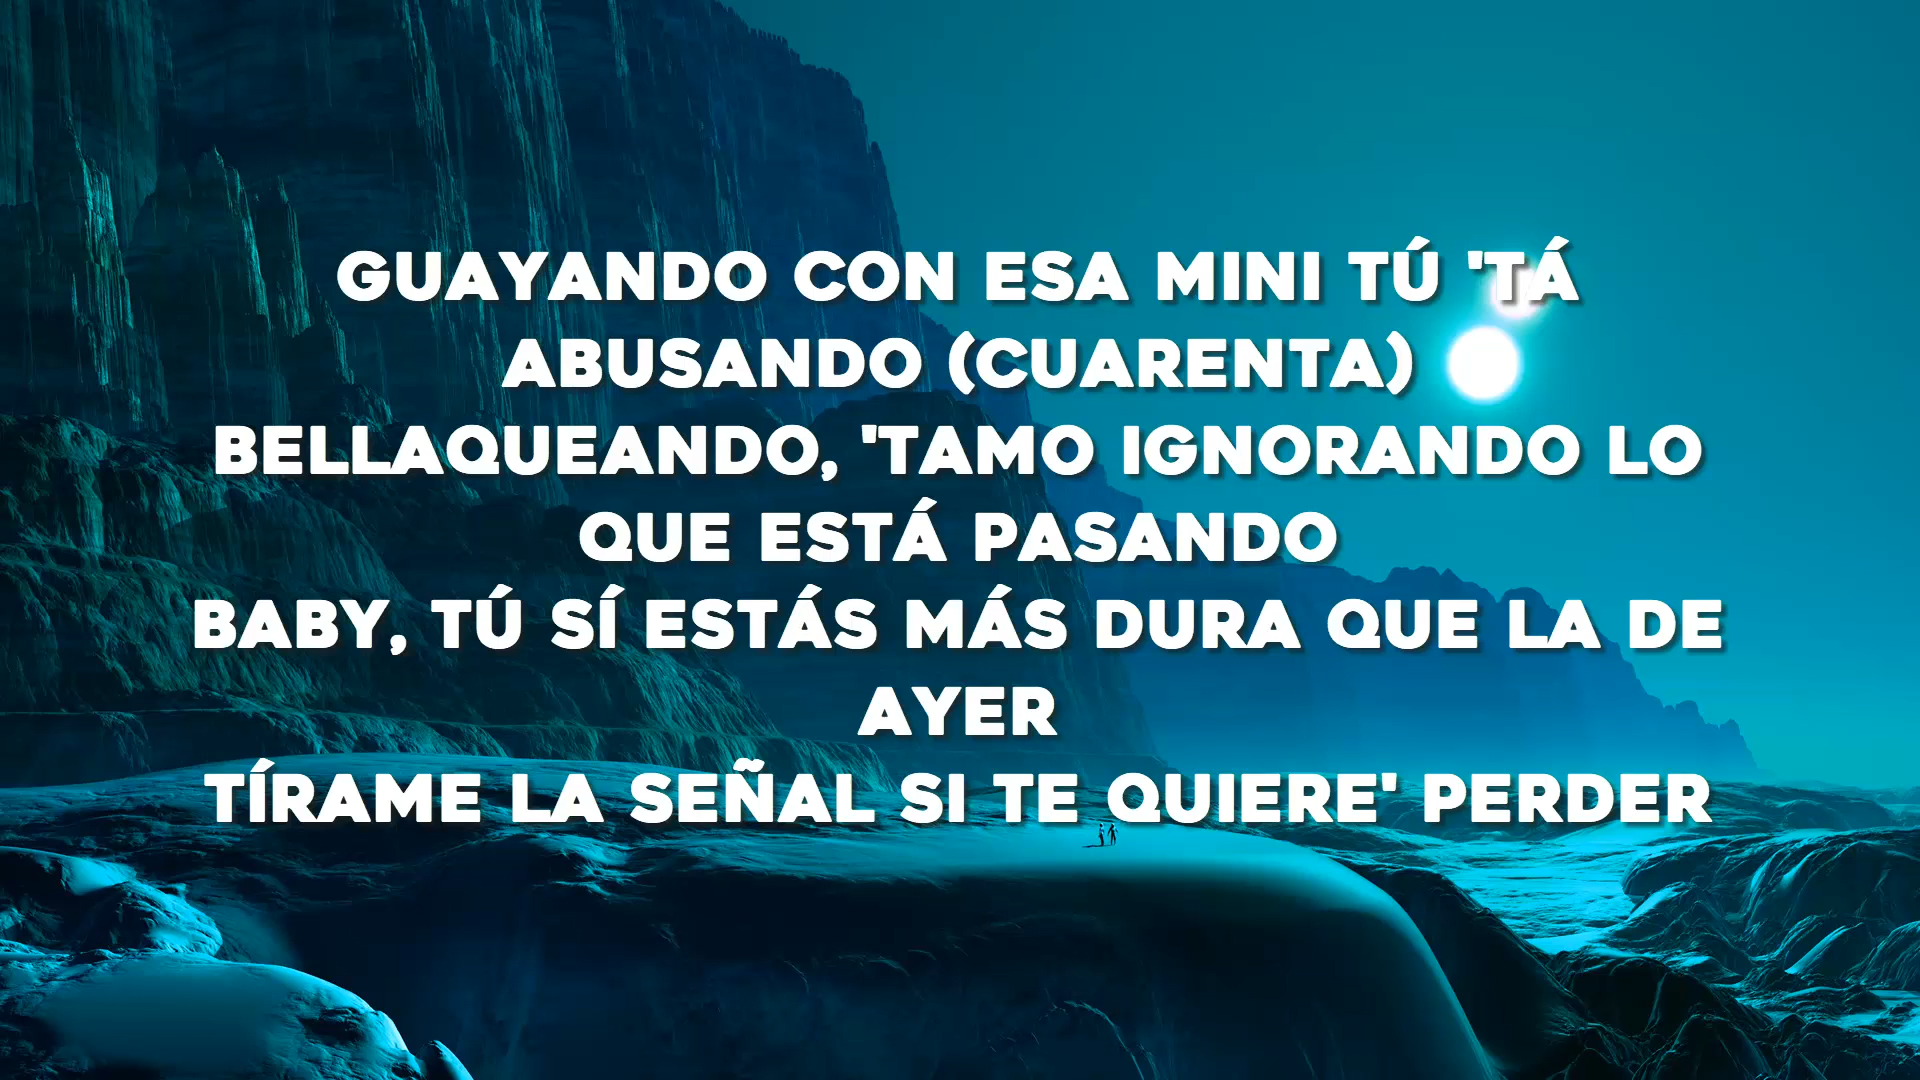 GUAYANDO CON ESA MINI TÚ 'TÁ
ABUSANDO (CUARENTA)
BELLAQUEANDO, 'TAMO IGNORANDO LO
QUE ESTÁ PASANDO
BABY, TÚ SÍ ESTÁS MÁS DURA QUE LA DE
AYER
TÍRAME LA SEÑAL SI TE QUIERE' PERDER